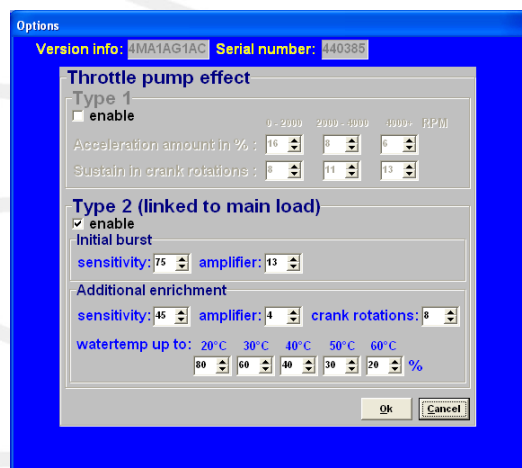 Options
Version info: 4MA1AG1AC Serial number: 440385
Throttle pump effect
Type 1
enable
0 - 2000 2000 - 4000 4000+ RPM
Acceleration amount in % : 16 8 6
Sustain in crank rotations : 8 11 13
Type 2 (linked to main load)
enable
Initial burst
sensitivity: 75 amplifier: 13
Additional enrichment
sensitivity: 45 amplifier: 4 crank rotations: 8
watertemp up to: 20°C 30°C 40°C 50°C 60°C
80 60 40 30 20 %
Ok Cancel